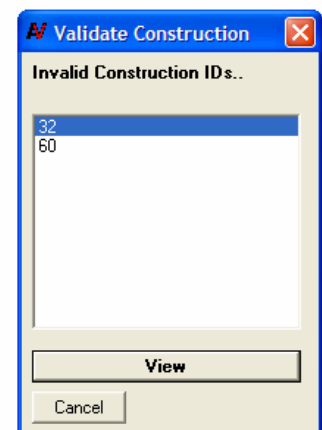 Validate Construction
Invalid Construction IDs..
32
60
View
Cancel